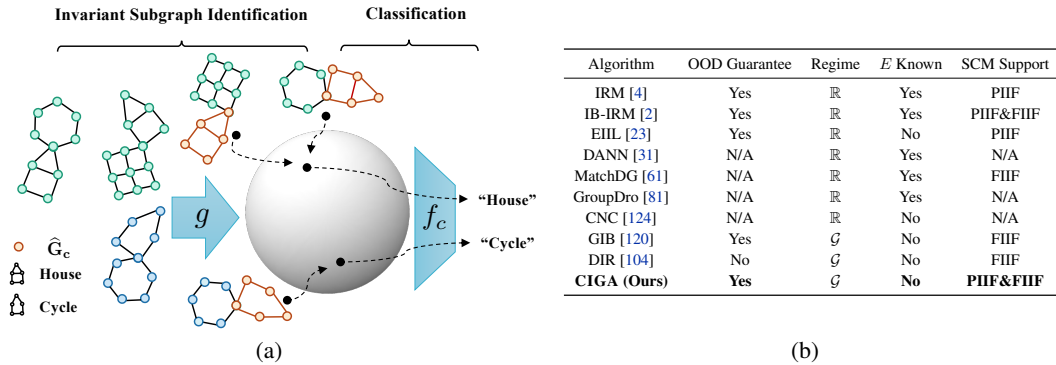 Invariant Subgraph Identification
Classification
g
f_c
"House"
"Cycle"
Ĝ_c
House
Cycle
(a)
Algorithm OOD Guarantee Regime E Known SCM Support
IRM [4] Yes ℝ Yes PIIF
IB-IRM [2] Yes ℝ Yes PIIF&FIIF
EIIL [23] Yes ℝ No PIIF
DANN [31] N/A ℝ Yes N/A
MatchDG [61] N/A ℝ Yes FIIF
GroupDro [81] N/A ℝ Yes N/A
CNC [124] N/A ℝ No N/A
GIB [120] Yes 𝒢 No FIIF
DIR [104] No 𝒢 No FIIF
CIGA (Ours) Yes 𝒢 No PIIF&FIIF
(b)